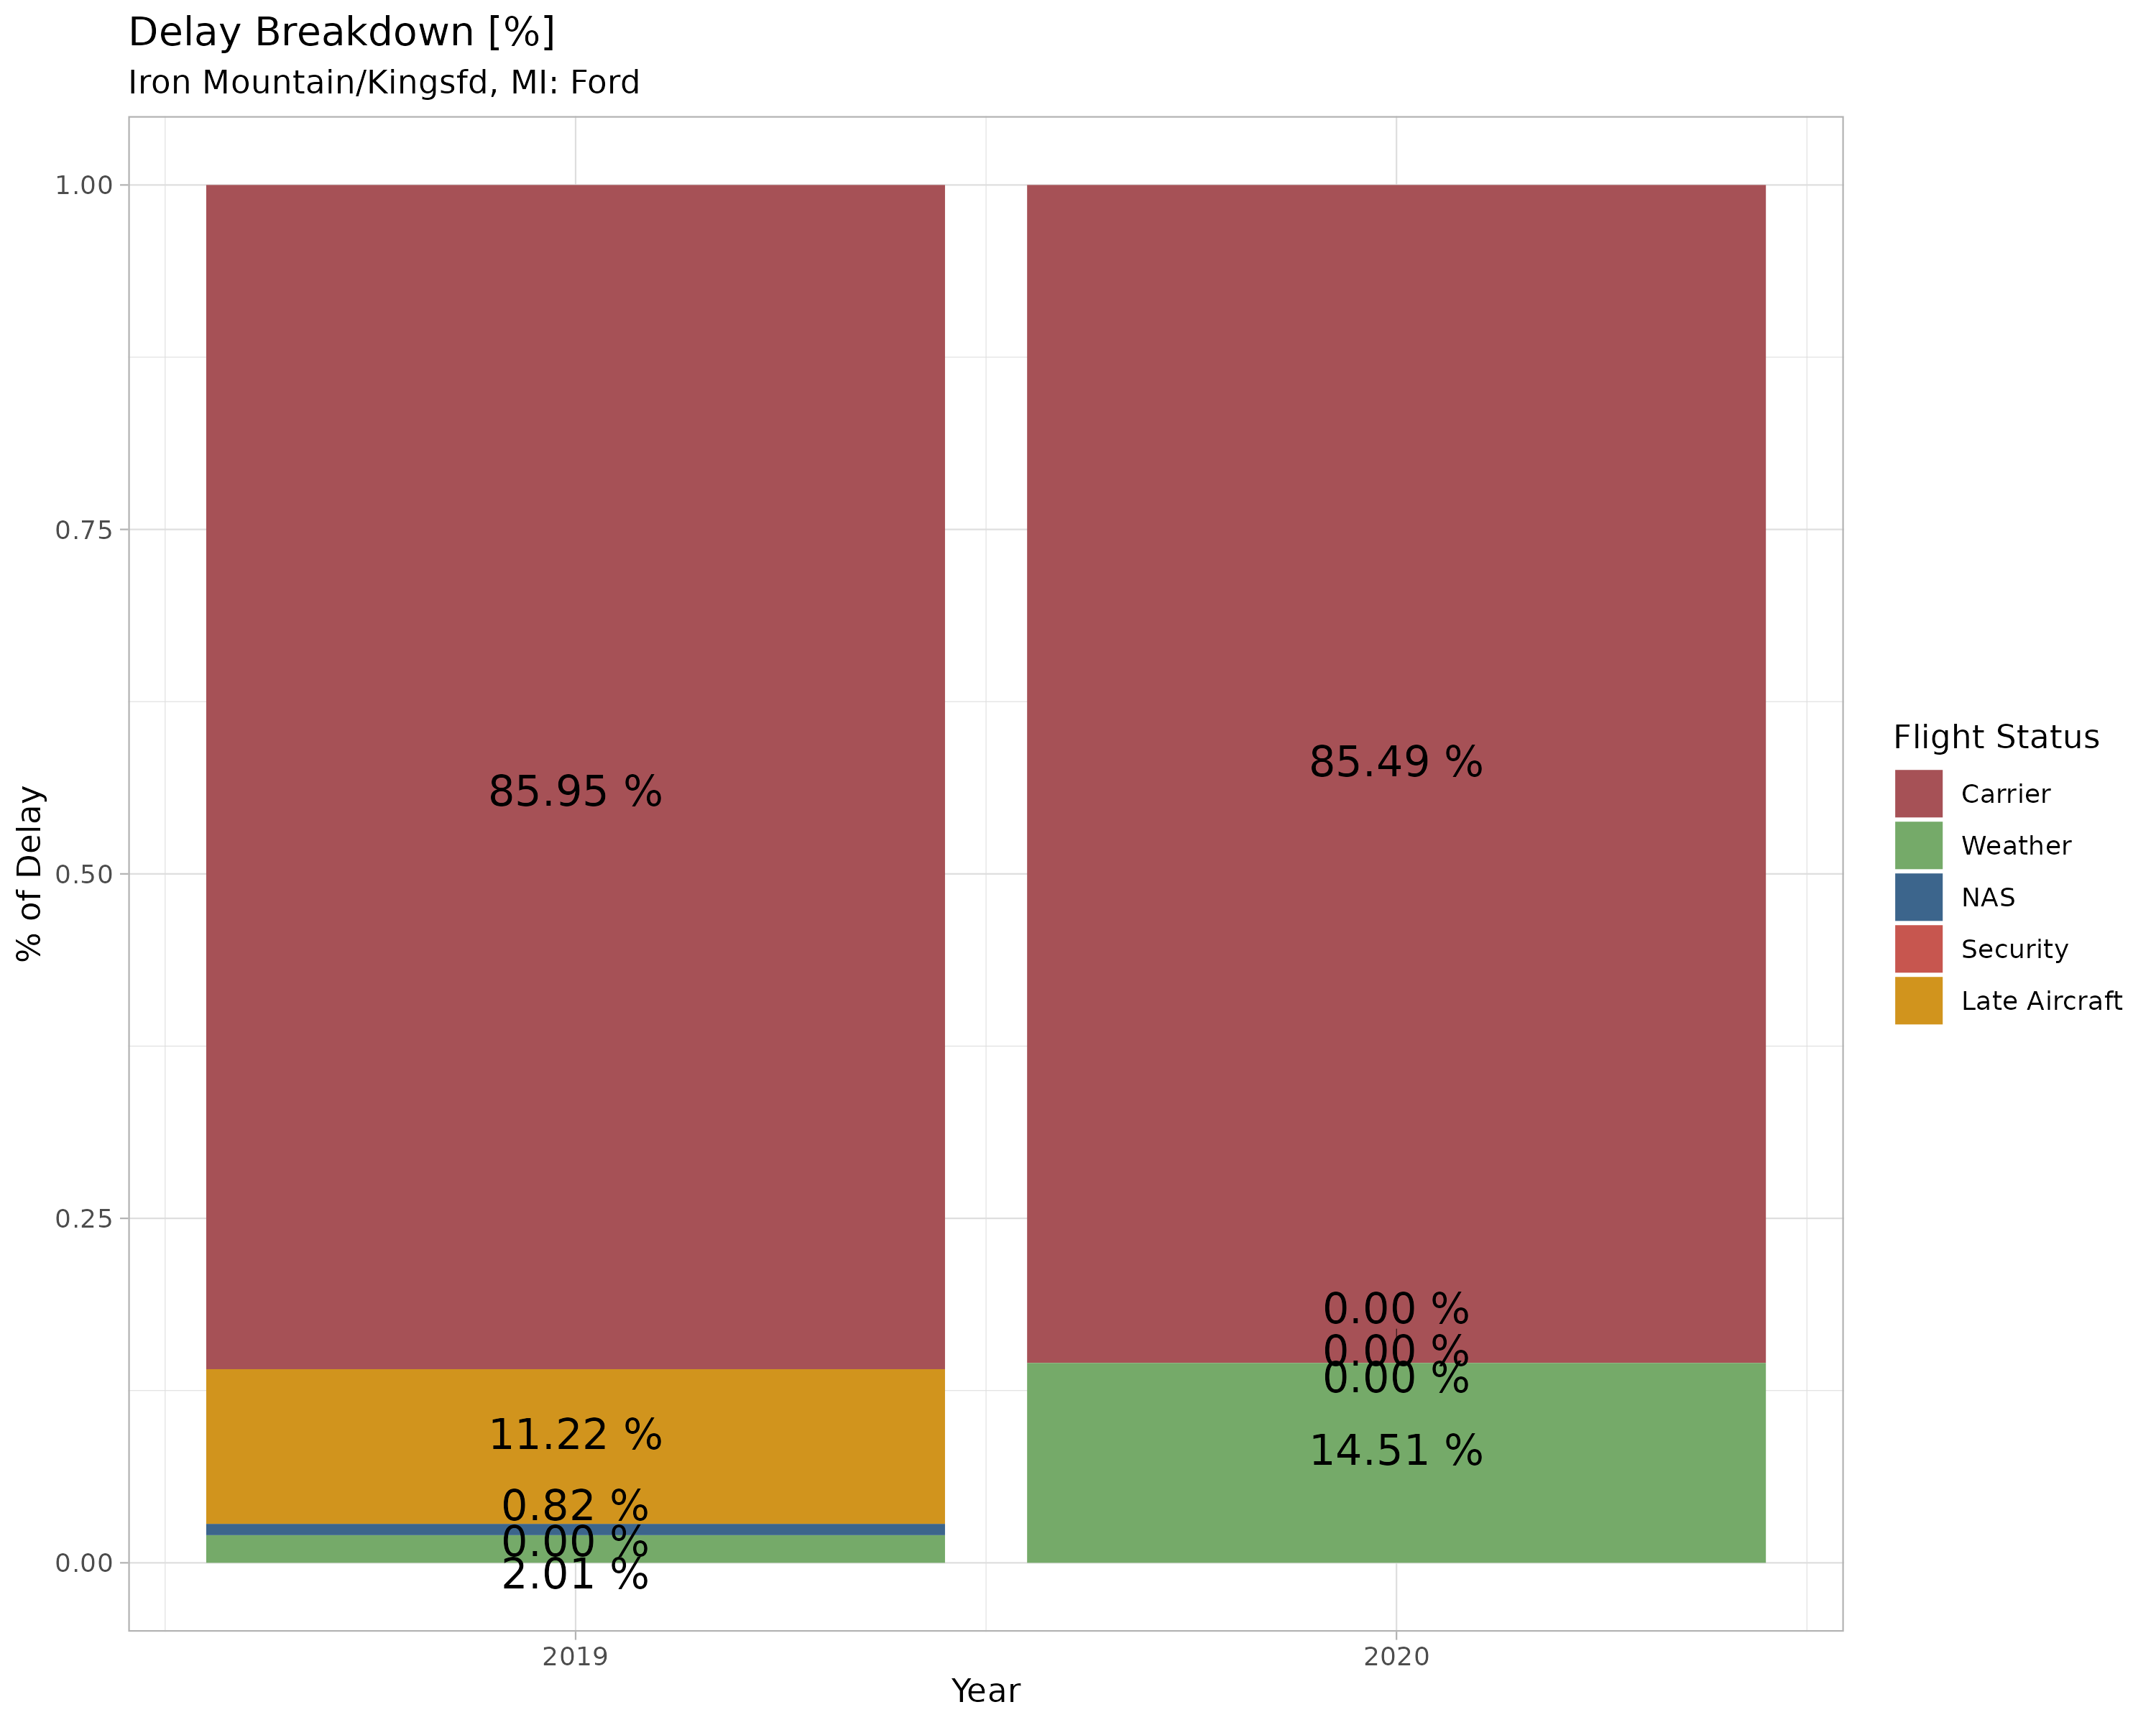 Delay Breakdown [%]
Iron Mountain/Kingsfd, MI: Ford
% of Delay
1.00
0.75
0.50
0.25
0.00
85.95 %
11.22 %
0.82 %
0.00 %
2.01 %
85.49 %
0.00 %
0.00 %
0.00 %
14.51 %
2019
2020
Year
Flight Status
Carrier
Weather
NAS
Security
Late Aircraft